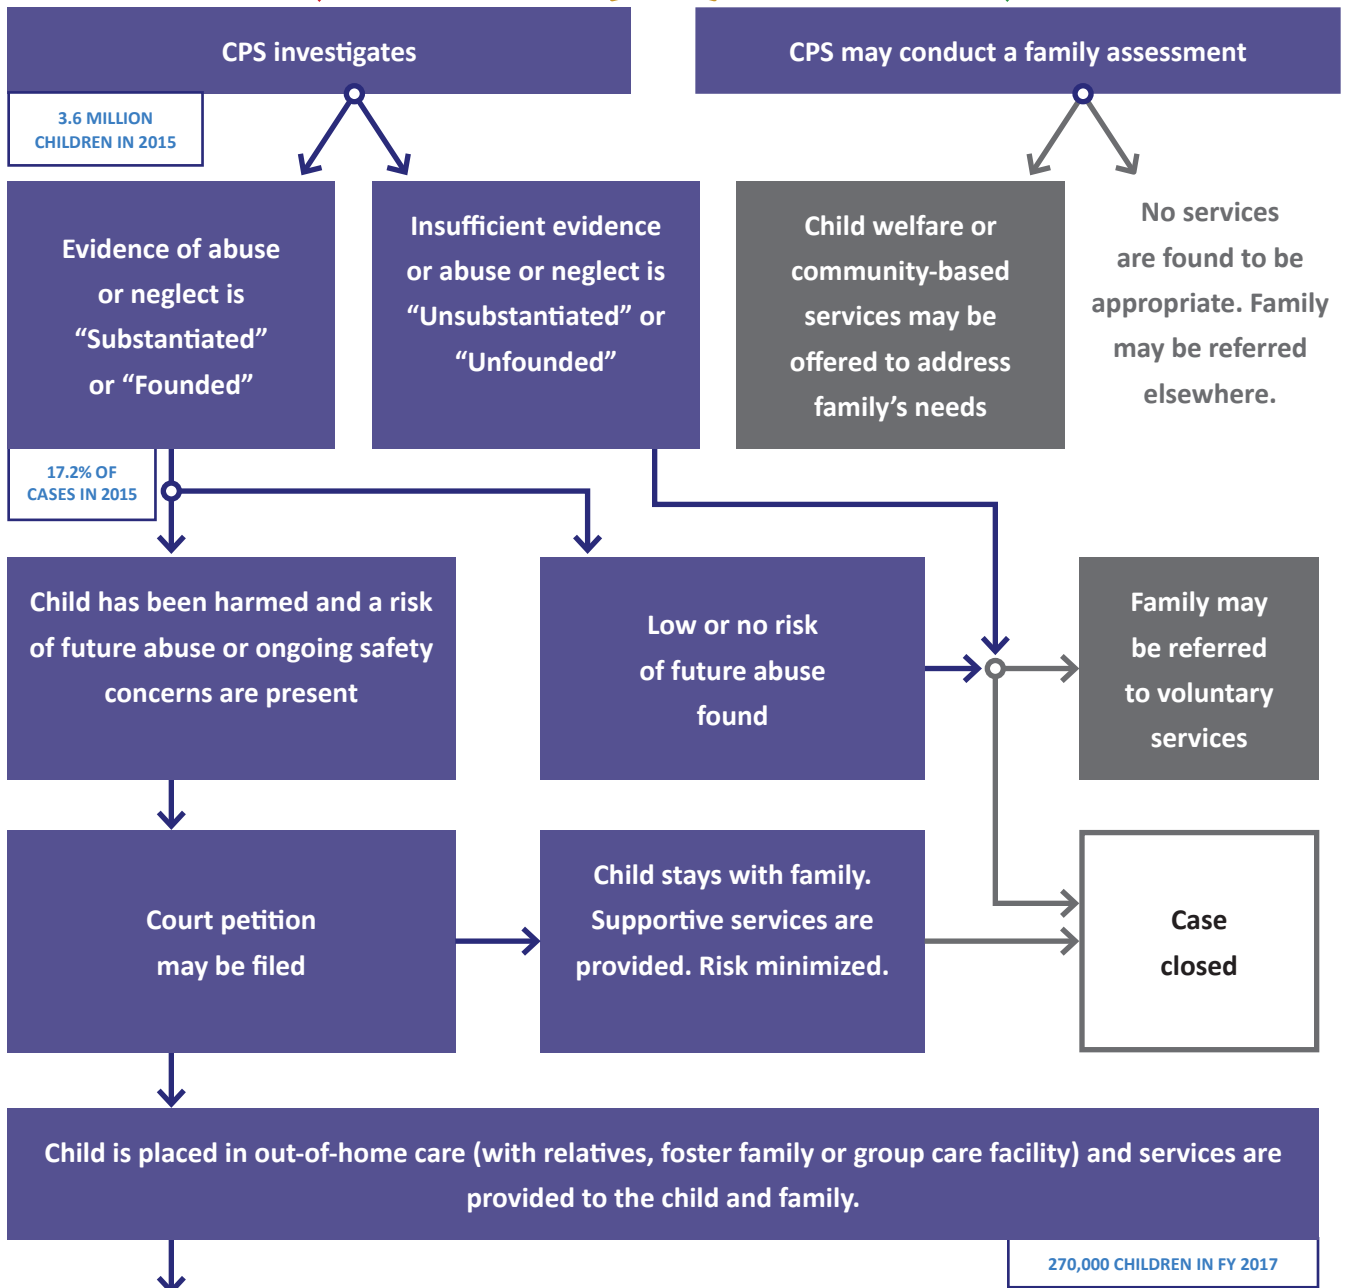 CPS investigates
CPS may conduct a family assessment
3.6 MILLION
CHILDREN IN 2015
Evidence of abuse
or neglect is
“Substantiated”
or “Founded”
Insufficient evidence
or abuse or neglect is
“Unsubstantiated” or
“Unfounded”
Child welfare or
community-based
services may be
offered to address
family’s needs
No services
are found to be
appropriate. Family
may be referred
elsewhere.
17.2% OF
CASES IN 2015
Child has been harmed and a risk
of future abuse or ongoing safety
concerns are present
Low or no risk
of future abuse
found
Family may
be referred
to voluntary
services
Court petition
may be filed
Child stays with family.
Supportive services are
provided. Risk minimized.
Case
closed
Child is placed in out-of-home care (with relatives, foster family or group care facility) and services are
provided to the child and family.
270,000 CHILDREN IN FY 2017